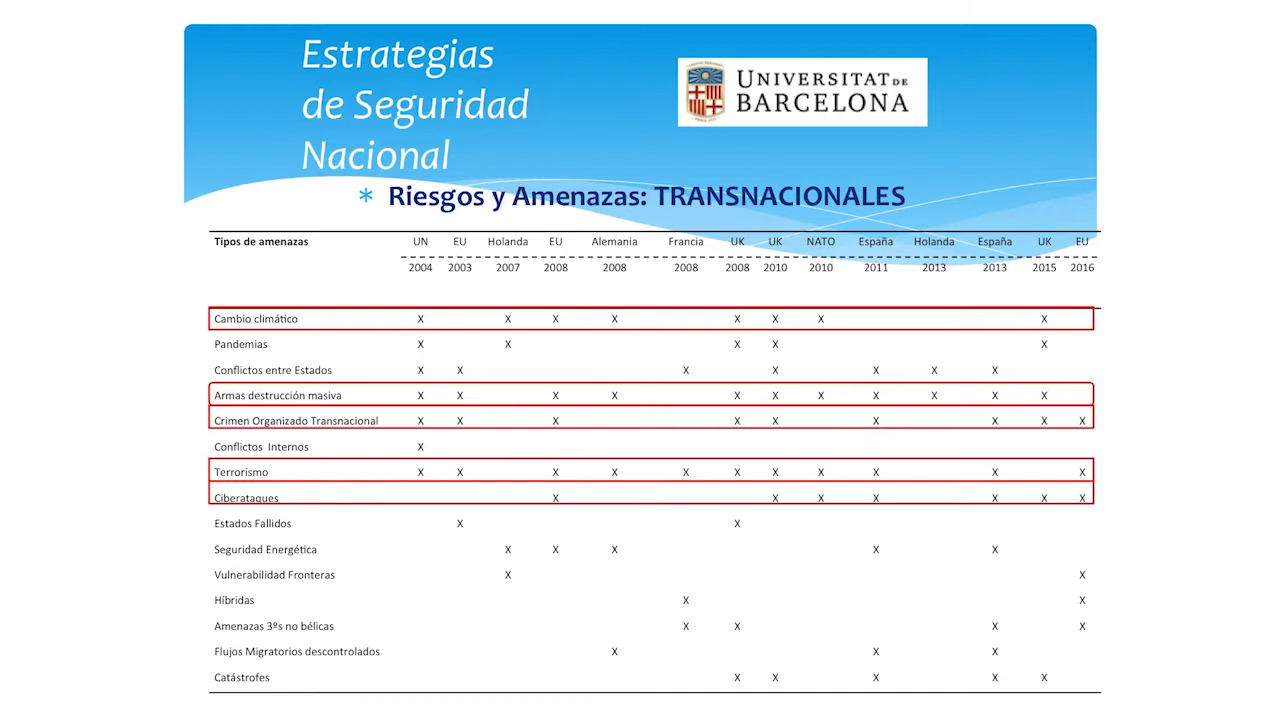 Estrategias
de Seguridad
Nacional
UNIVERSITAT DE
BARCELONA
* Riesgos y Amenazas: TRANSNACIONALES
Tipos de amenazas UN EU Holanda EU Alemania Francia UK UK NATO España Holanda España UK EU
2004 2003 2007 2008 2008 2008 2008 2010 2010 2011 2013 2013 2015 2016
Cambio climático X X X X X X X X
Pandemias X X X X X
Conflictos entre Estados X X X X X X X
Armas destrucción masiva X X X X X X X X X X X
Crimen Organizado Transnacional X X X X X X X X X
Conflictos Internos X
Terrorismo X X X X X X X X X X X
Ciberataques X X X X X X X
Estados Fallidos X X
Seguridad Energética X X X X X
Vulnerabilidad Fronteras X X
Híbridas X X
Amenazas 3ºs no bélicas X X X X
Flujos Migratorios descontrolados X X X
Catástrofes X X X X X